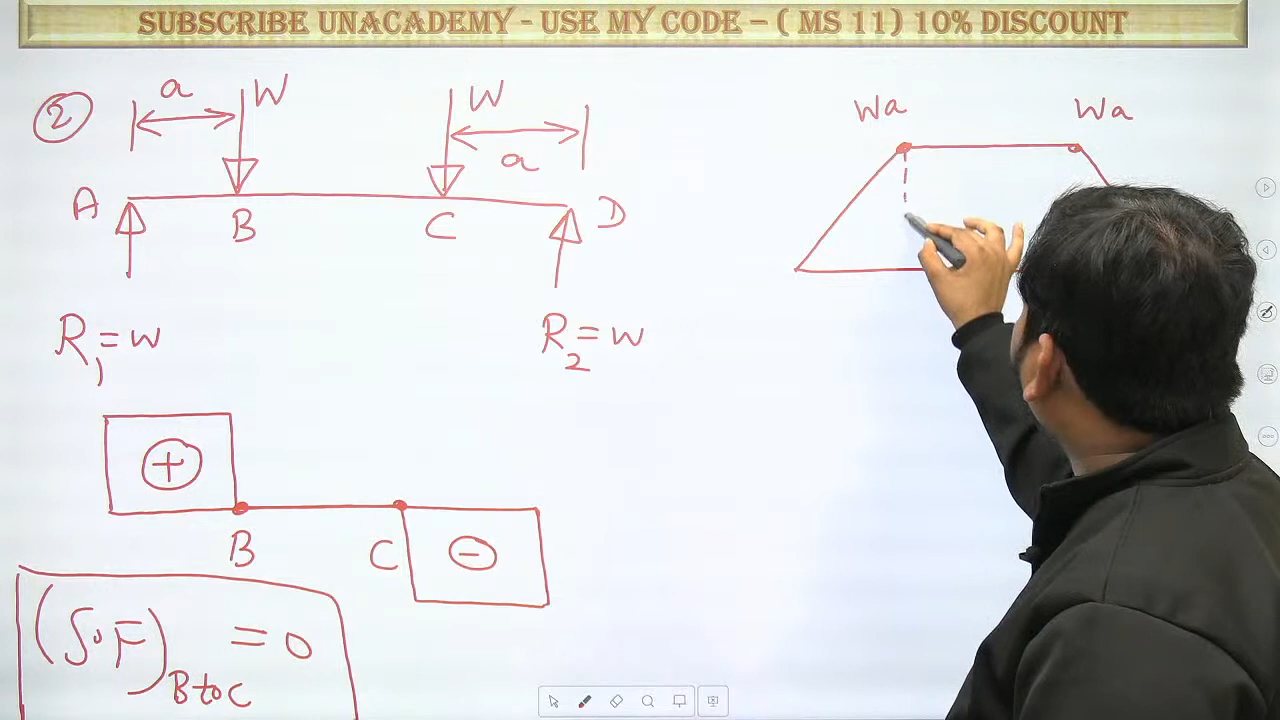 SUBSCRIBE UNACADEMY - USE MY CODE – ( MS 11) 10% DISCOUNT
2
a
W
W
a
Wa
Wa
A
B
C
D
R1 = W
R2 = W
+
B
C
-
(S.F)B to C = 0